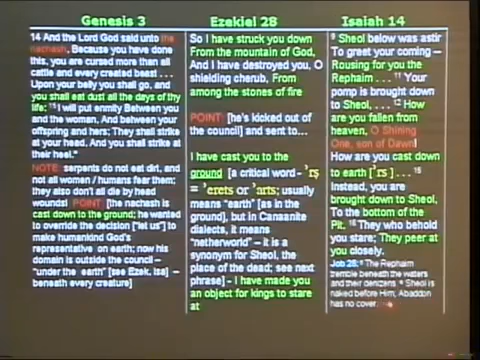 Genesis 3
14 And the Lord God said unto the
nachash, Because you have done
this, you are cursed more than all
cattle and every created beast . . .
Upon your belly you shall go, and
you shall eat dust all the days of thy
life; 15 I will put enmity Between you
and the woman, And between your
offspring and hers; They shall strike
at your head, And you shall strike at
their heel."
NOTE serpents do not eat dirt, and
not all women / humans fear them;
they also don't all die by head
wounds! POINT [the nachash is
cast down to the ground; he wanted
to override the decision ["let us"] to
make humankind God's
representative on earth; now his
domain is outside the council –
"under the earth" [see Ezek, Isa] –
beneath every creature]
Ezekiel 28
So I have struck you down
From the mountain of God,
And I have destroyed you, O
shielding cherub, From
among the stones of fire
POINT: [he's kicked out of
the council] and sent to...
I have cast you to the
ground [a critical word - 'rṣ
= 'erets or 'arts; usually
means "earth" [as in the
ground], but in Canaanite
dialects, it means
"netherworld" – it is a
synonym for Sheol, the
place of the dead; see next
phrase] - I have made you
an object for kings to stare
at
Isaiah 14
9 Sheol below was astir
To greet your coming –
Rousing for you the
Rephaim . . . 11 Your
pomp is brought down
to Sheol, . . . 12 How
are you fallen from
heaven, O Shining
One, son of Dawn!
How are you cast down
to earth ['rs ] . . . 15
Instead, you are
brought down to Sheol,
To the bottom of the
Pit. 16 They who behold
you stare; They peer at
you closely.
Job 26: 5 The Rephaim
tremble beneath the waters
and their denizens. 6 Sheol is
naked before Him, Abaddon
has no cover.